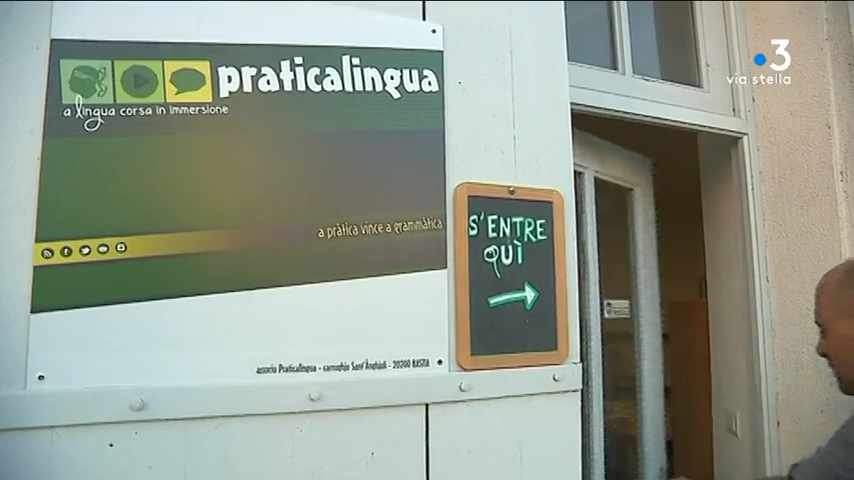 3
via stella
praticalingua
a lingua corsa in immersione
S'ENTRE
QUÌ
a pràtica vince a grammàtica
associu Praticalingua - carrughju Sant'Ànghjuli - 20200 BASTIA